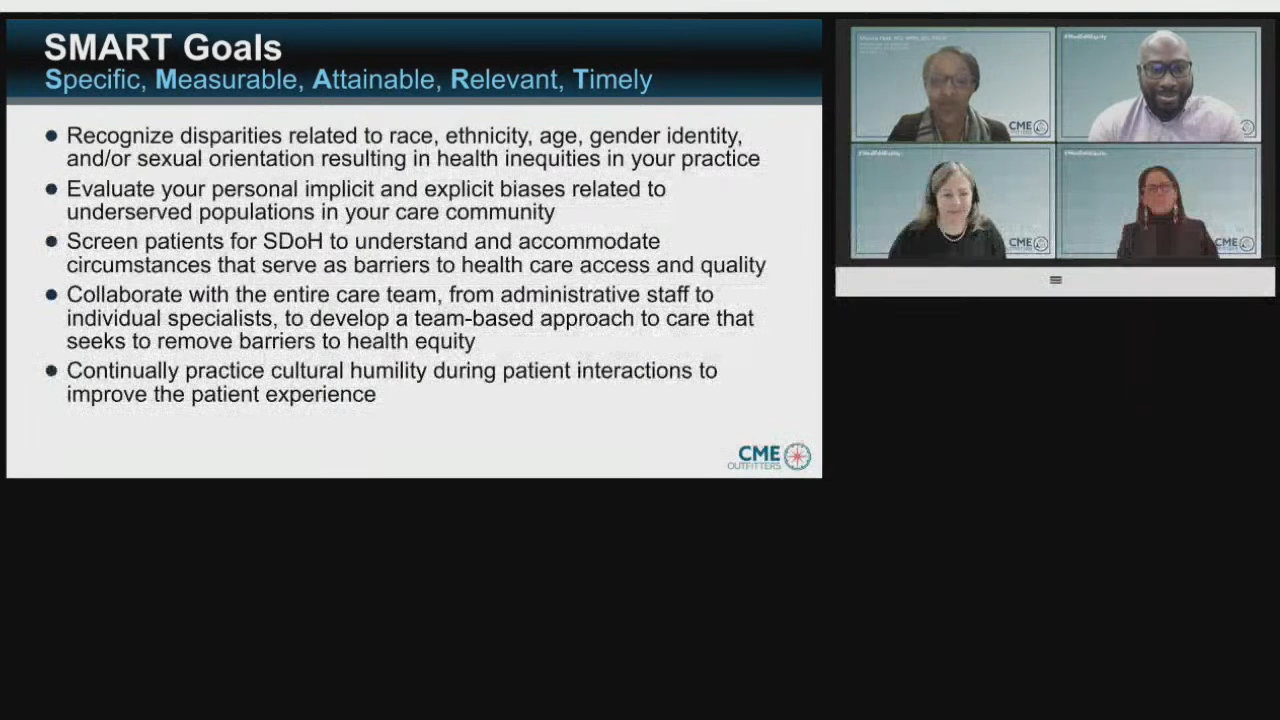 SMART Goals
Specific, Measurable, Attainable, Relevant, Timely
● Recognize disparities related to race, ethnicity, age, gender identity,
and/or sexual orientation resulting in health inequities in your practice
● Evaluate your personal implicit and explicit biases related to
underserved populations in your care community
● Screen patients for SDoH to understand and accommodate
circumstances that serve as barriers to health care access and quality
● Collaborate with the entire care team, from administrative staff to
individual specialists, to develop a team-based approach to care that
seeks to remove barriers to health equity
● Continually practice cultural humility during patient interactions to
improve the patient experience
CME
OUTFITTERS
CME
CME
CME